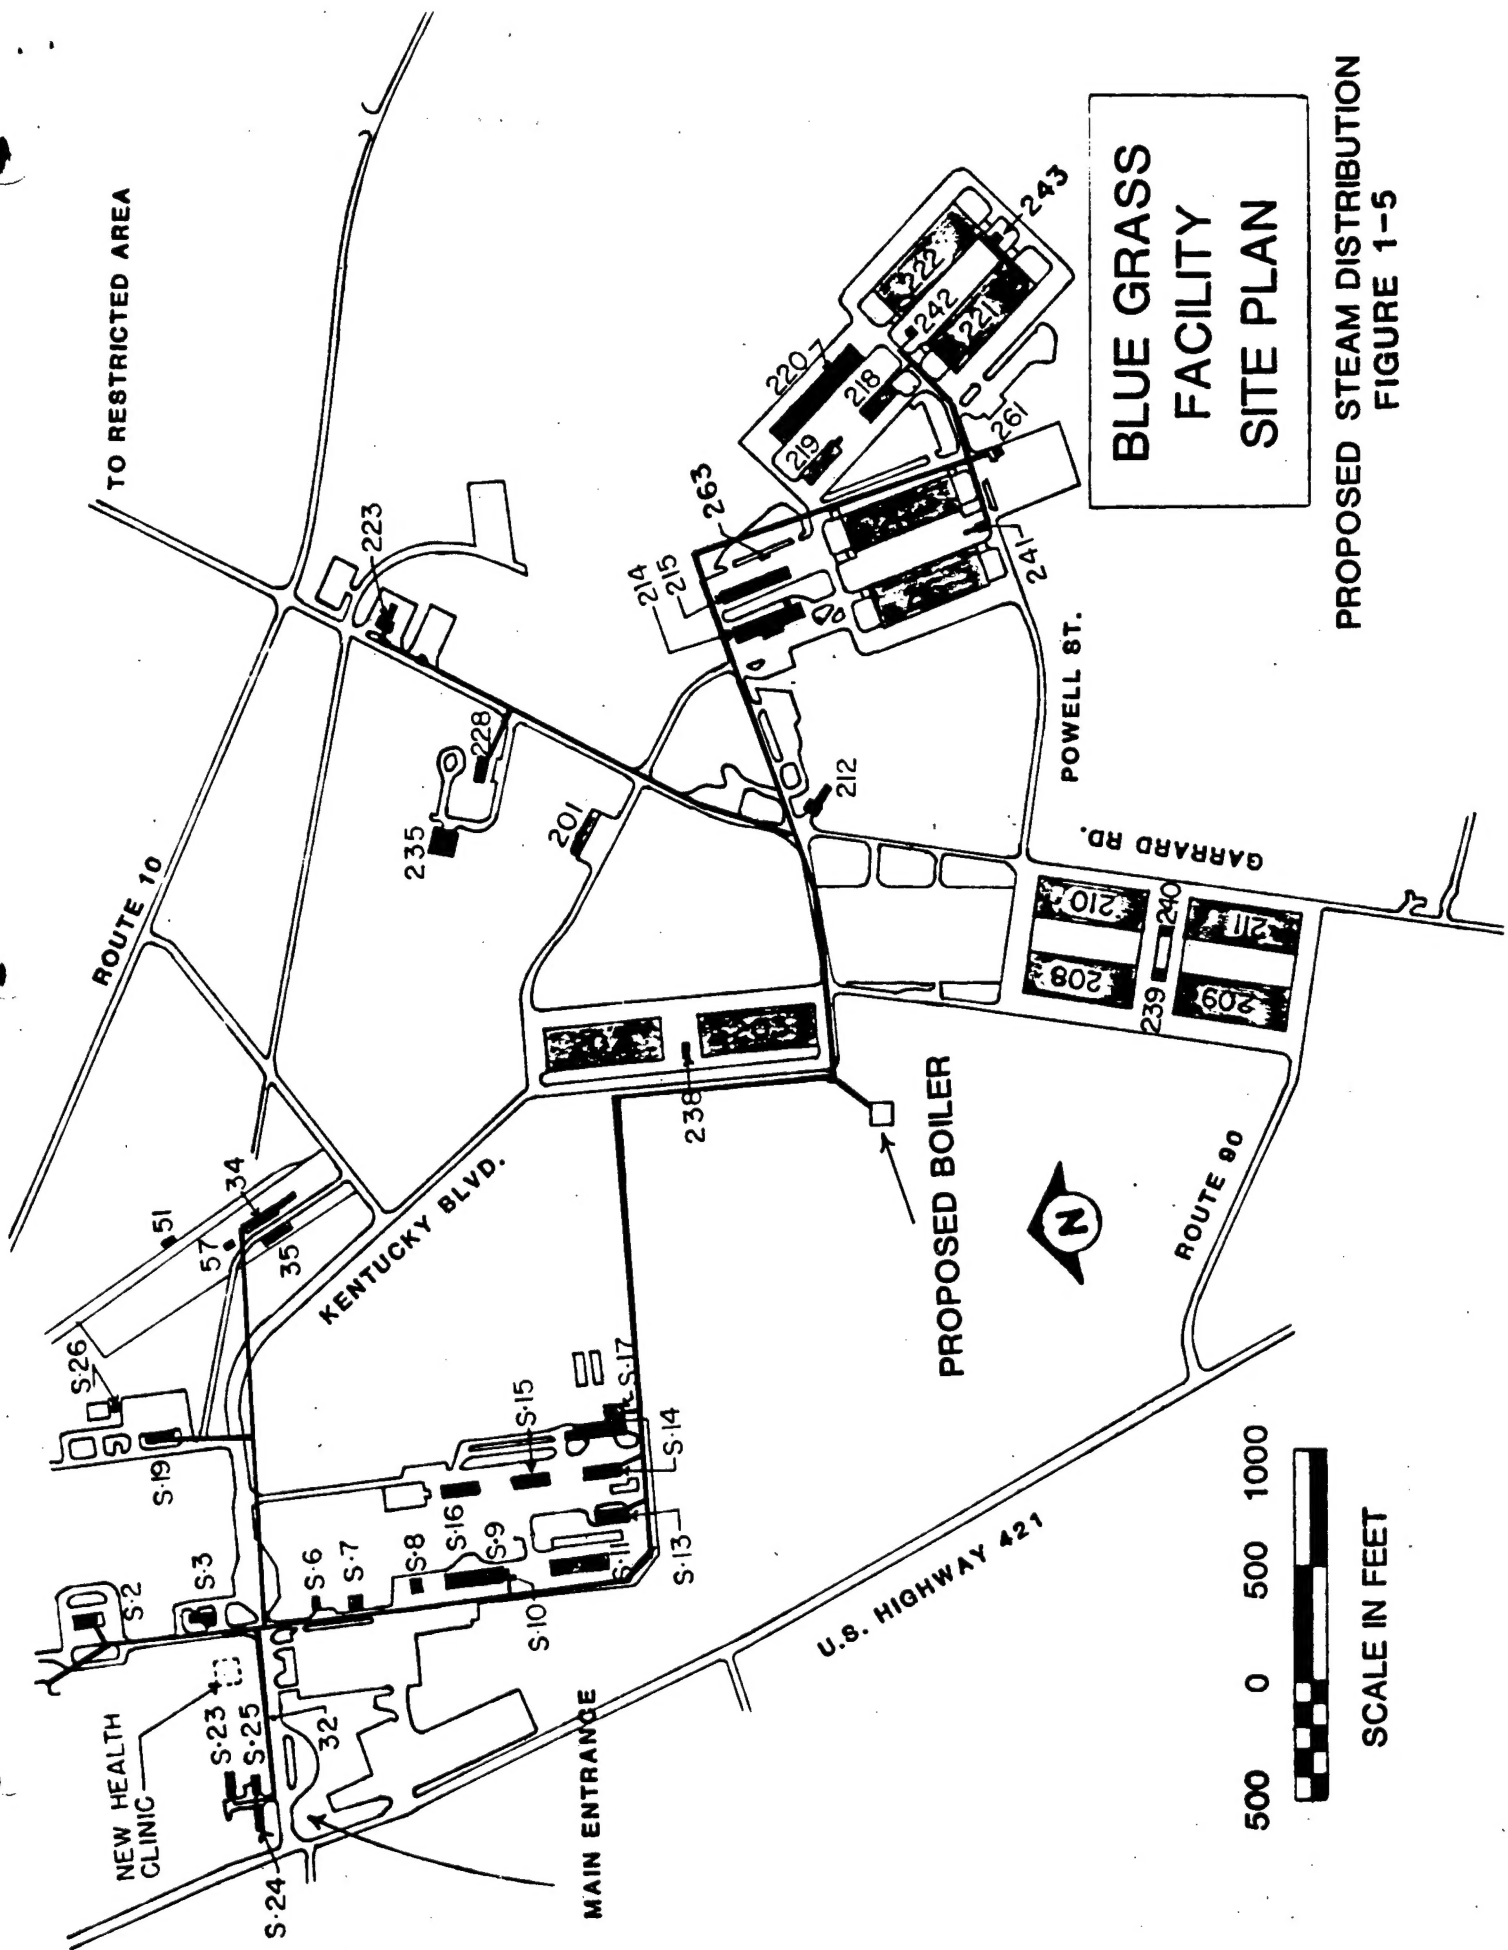 TO RESTRICTED AREA
ROUTE 10
223
228
235
201
214
215
263
212
219
220
218
222
242
221
243
261
241
POWELL ST.
GARRARD RD.
210
208
240
239
211
209
238
PROPOSED BOILER
N
ROUTE 90
U.S. HIGHWAY 421
KENTUCKY BLVD.
51
57
34
35
S-26
S-19
S-2
S-3
S-6
S-7
S-8
S-9
S-10
S-11
S-13
S-14
S-15
S-16
S-17
NEW HEALTH
CLINIC
S-23
S-25
S-24
32
MAIN ENTRANCE
500 0 500 1000
SCALE IN FEET
BLUE GRASS
FACILITY
SITE PLAN
PROPOSED STEAM DISTRIBUTION
FIGURE 1-5